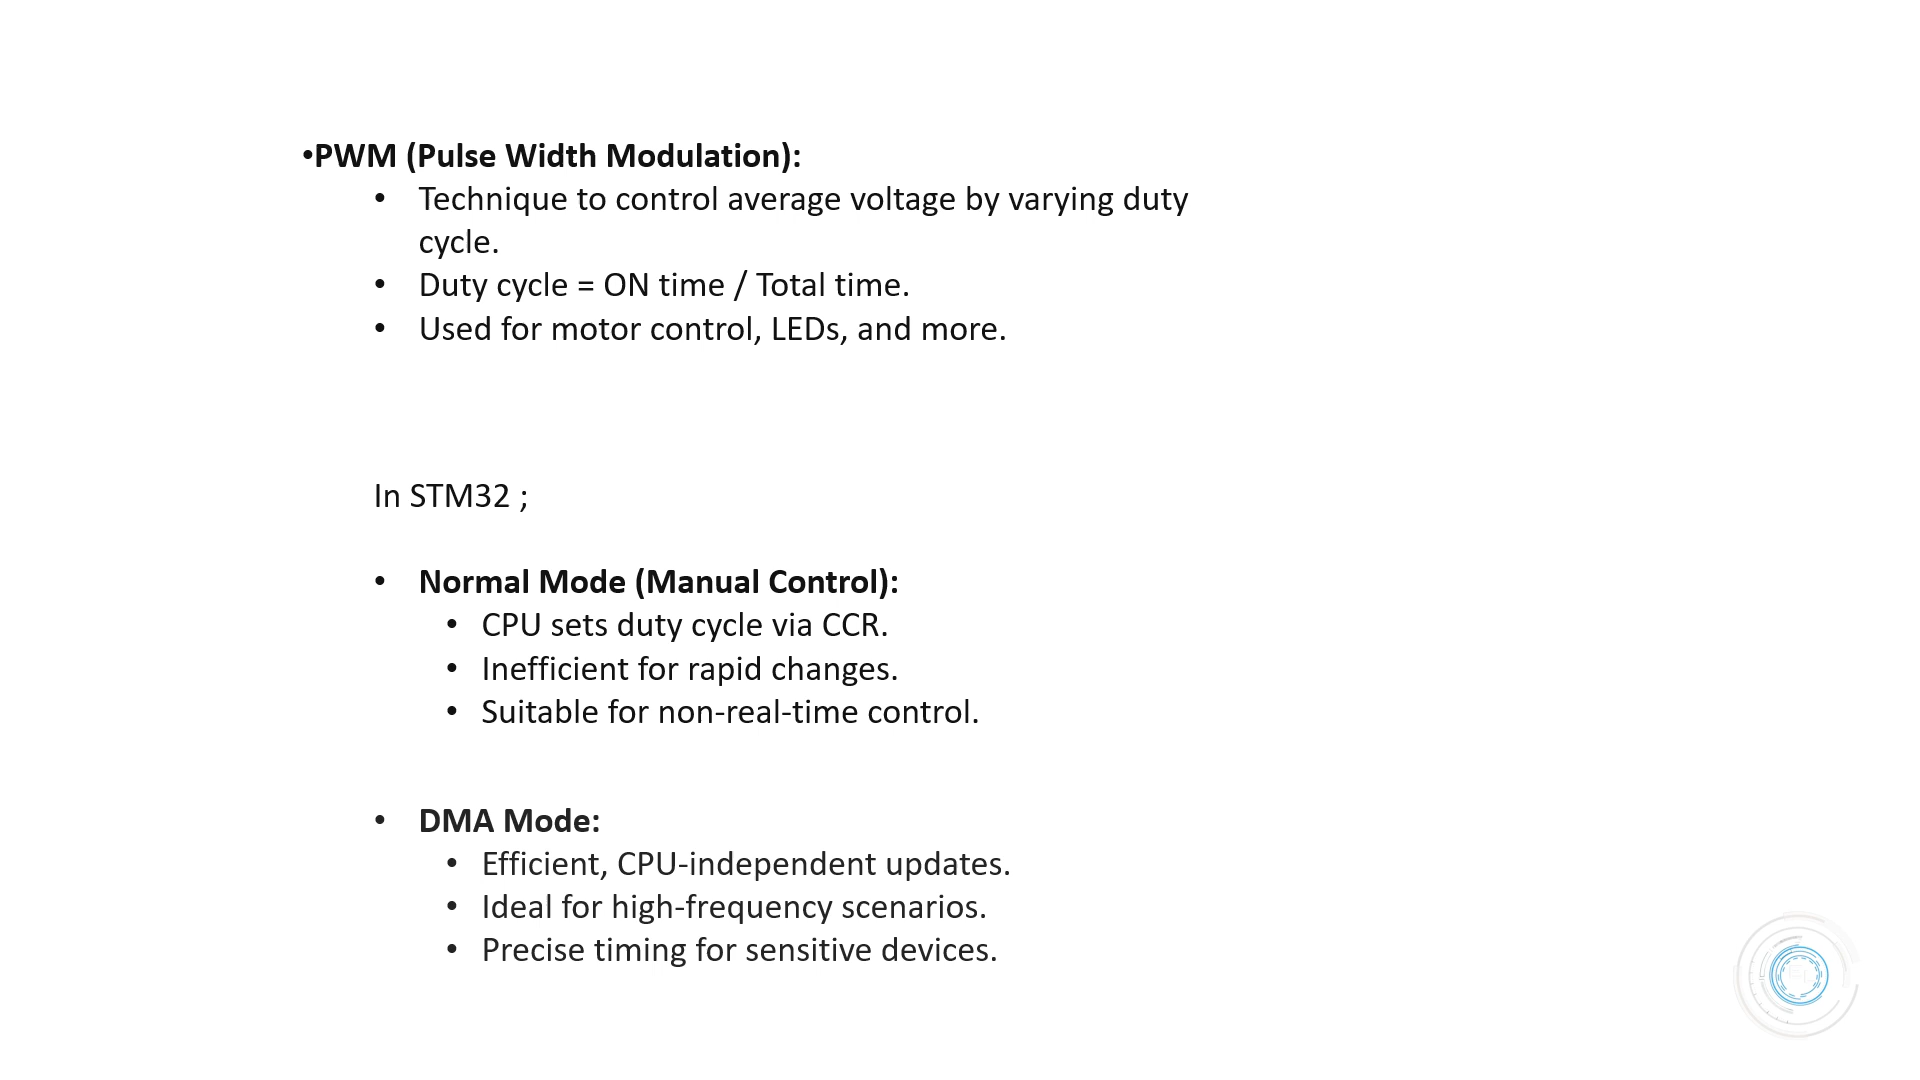 •PWM (Pulse Width Modulation):
• Technique to control average voltage by varying duty
cycle.
• Duty cycle = ON time / Total time.
• Used for motor control, LEDs, and more.
In STM32 ;
• Normal Mode (Manual Control):
• CPU sets duty cycle via CCR.
• Inefficient for rapid changes.
• Suitable for non-real-time control.
• DMA Mode:
• Efficient, CPU-independent updates.
• Ideal for high-frequency scenarios.
• Precise timing for sensitive devices.